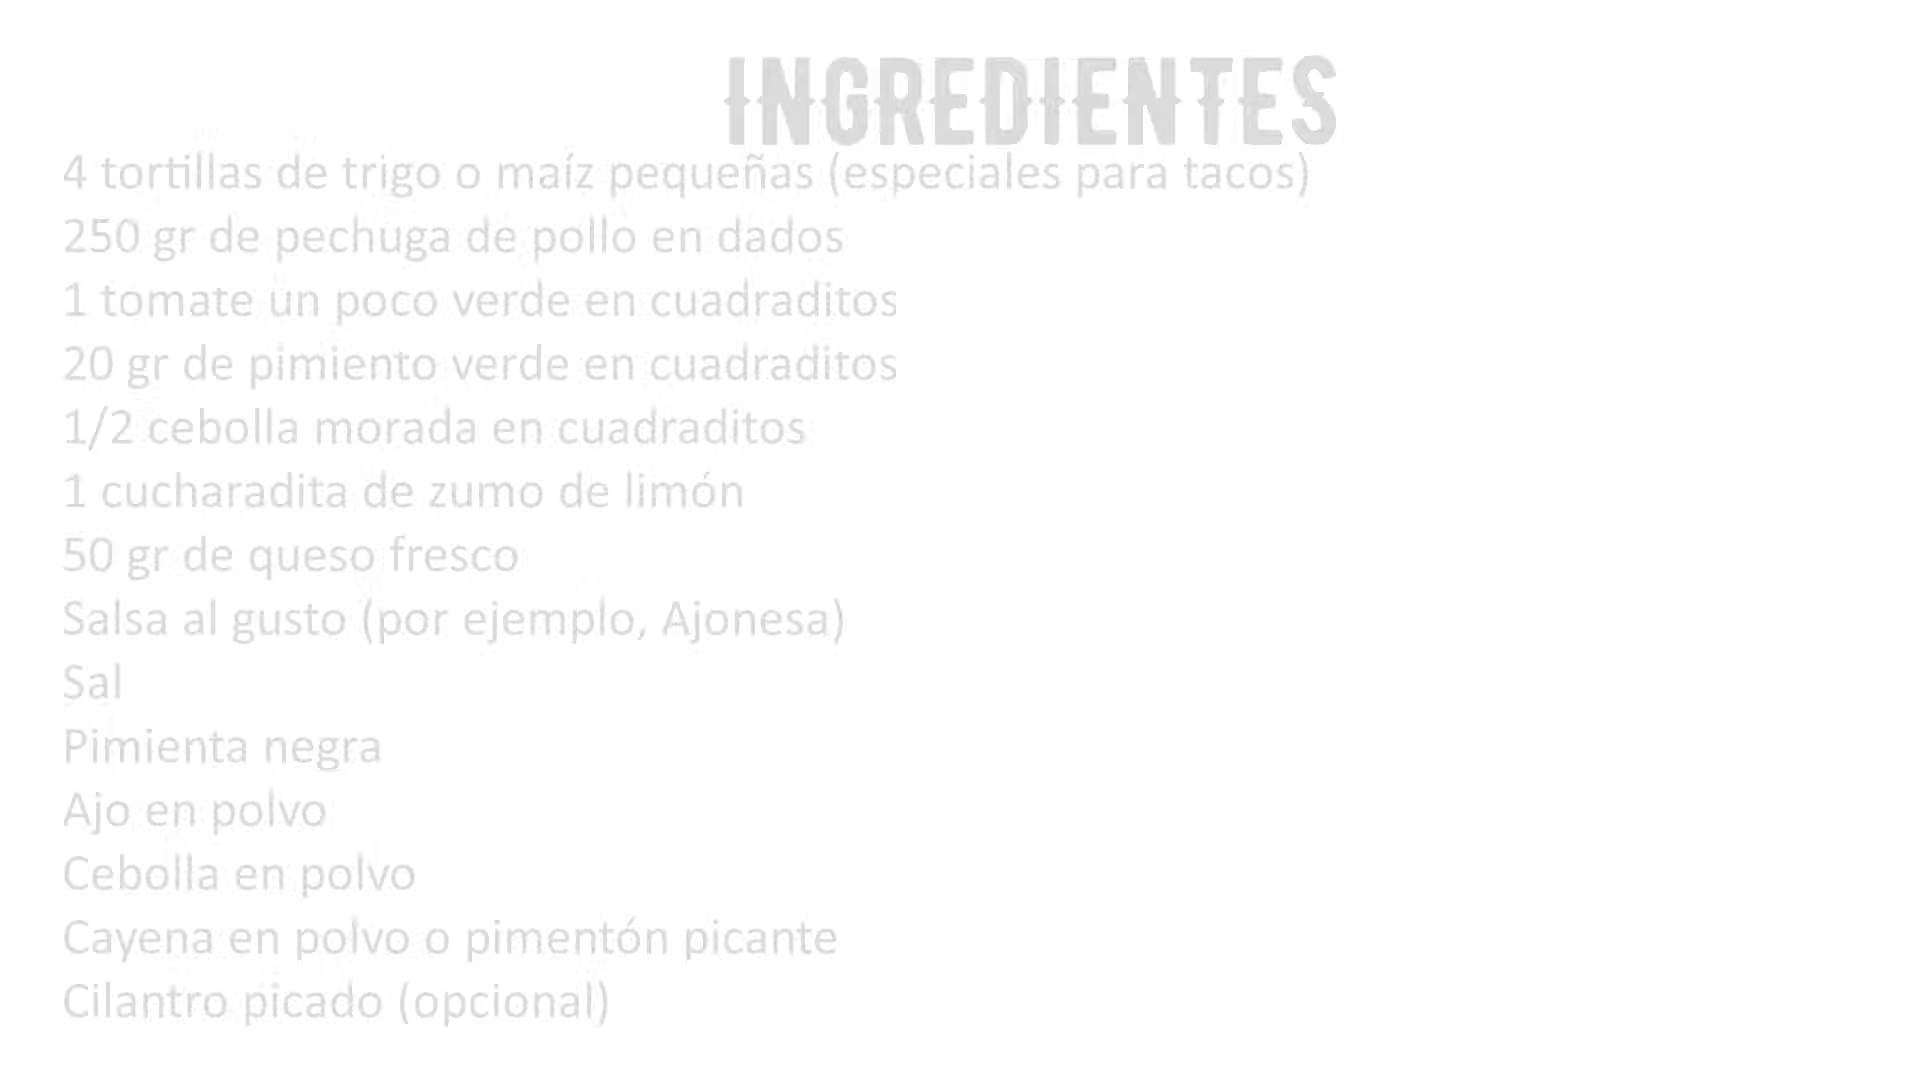 INGREDIENTES
4 tortillas de trigo o maíz pequeñas (especiales para tacos)
250 gr de pechuga de pollo en dados
1 tomate un poco verde en cuadraditos
20 gr de pimiento verde en cuadraditos
1/2 cebolla morada en cuadraditos
1 cucharadita de zumo de limón
50 gr de queso fresco
Salsa al gusto (por ejemplo, Ajonesa)
Sal
Pimienta negra
Ajo en polvo
Cebolla en polvo
Cayena en polvo o pimentón picante
Cilantro picado (opcional)